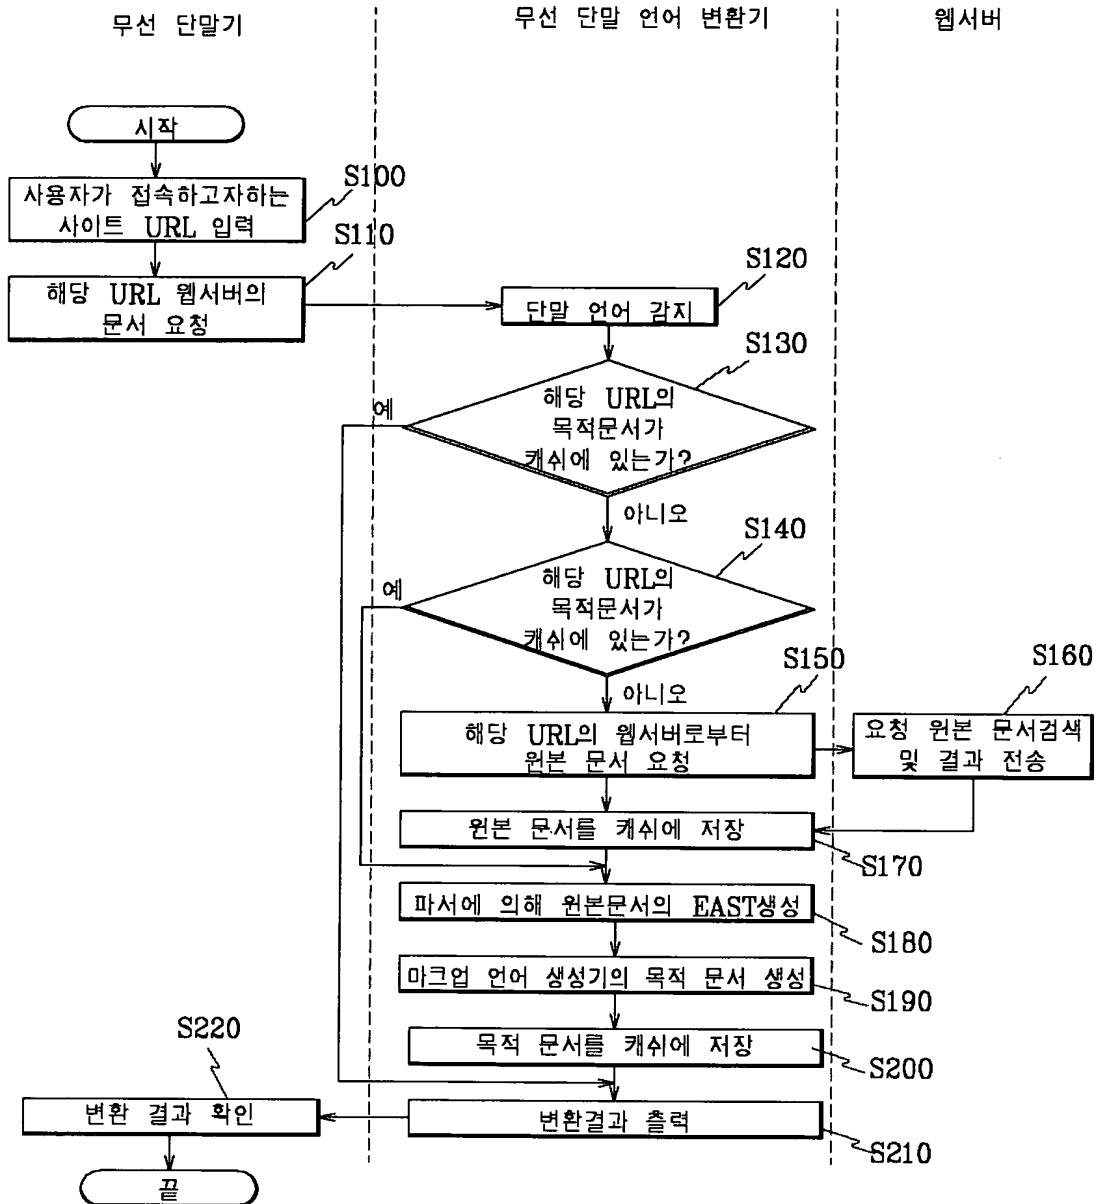 무선 단말기
무선 단말 언어 변환기
웹서버
시작
S100
사용자가 접속하고자하는
사이트 URL 입력
S110
해당 URL 웹서버의
문서 요청
S120
단말 언어 감지
S130
해당 URL의
목적문서가
캐쉬에 있는가?
예
아니오
S140
해당 URL의
목적문서가
캐쉬에 있는가?
예
아니오
S150
해당 URL의 웹서버로부터
원본 문서 요청
S160
요청 원본 문서검색
및 결과 전송
원본 문서를 캐쉬에 저장
S170
파서에 의해 원본문서의 EAST생성
S180
마크업 언어 생성기의 목적 문서 생성
S190
목적 문서를 캐쉬에 저장
S200
S220
변환 결과 확인
변환결과 출력
S210
끝